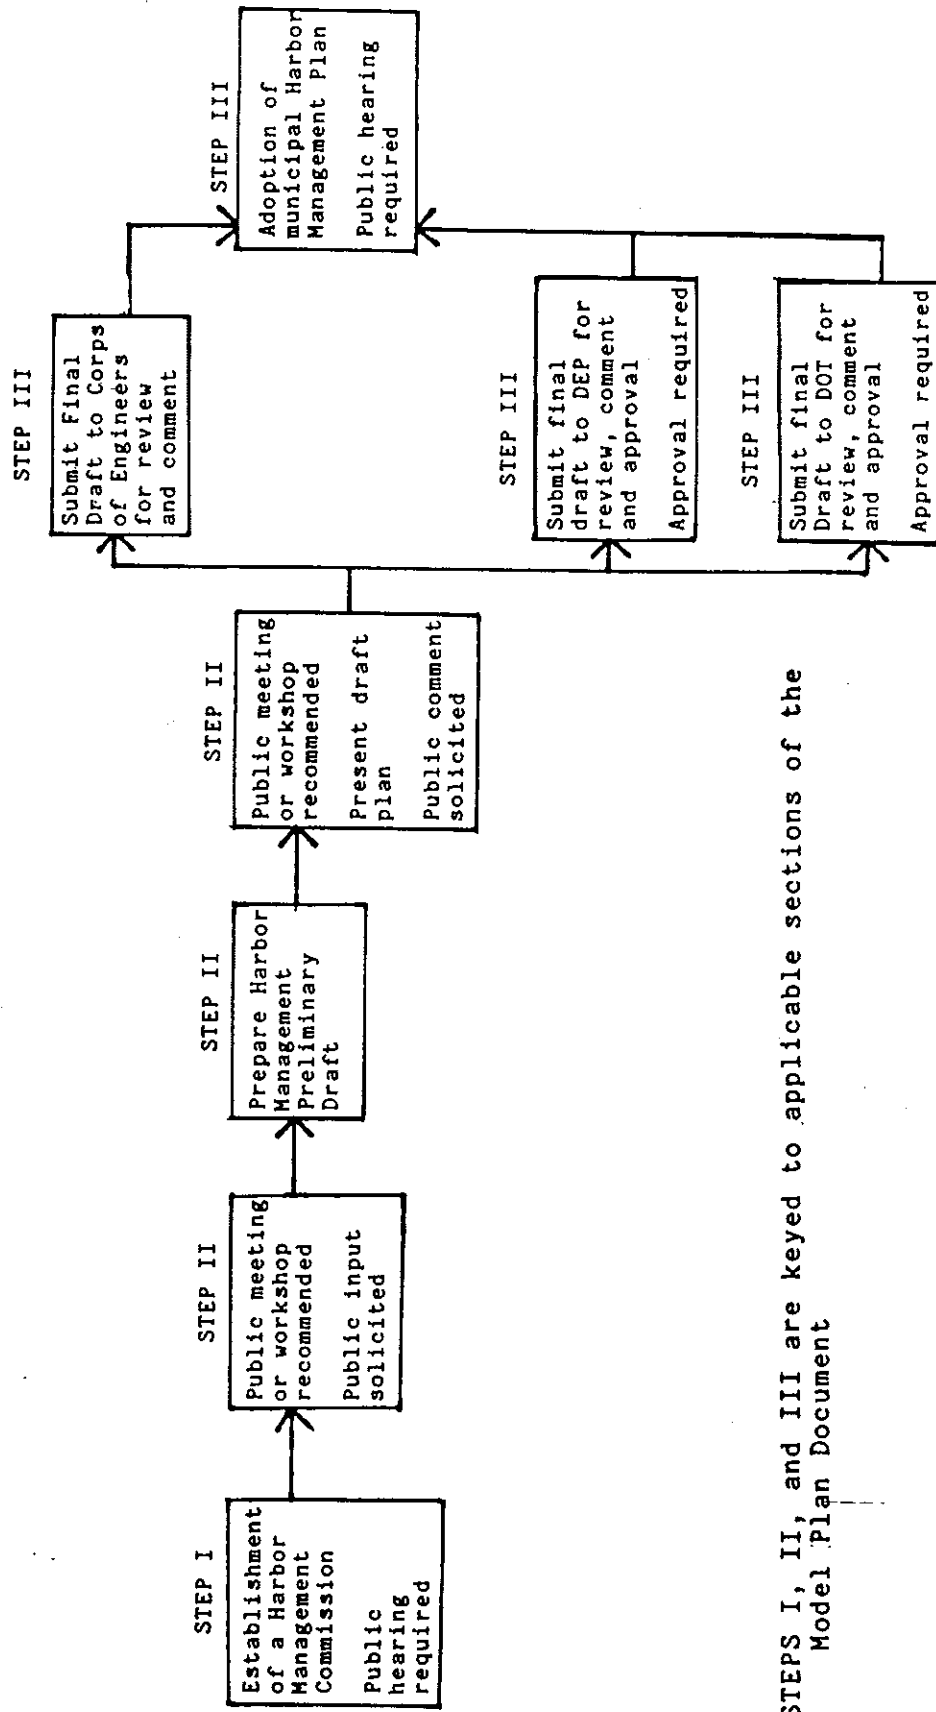 STEP I
Establishment
of a Harbor
Management
Commission
Public
hearing
required
STEP II
Public meeting
or workshop
recommended
Public input
solicited
STEP II
Prepare Harbor
Management
Preliminary
Draft
STEP II
Public meeting
or workshop
recommended
Present draft
plan
Public comment
solicited
STEP III
Submit Final
Draft to Corps
of Engineers
for review
and comment
STEP III
Submit final
draft to DEP for
review, comment
and approval
Approval required
STEP III
Submit final
Draft to DOT for
review, comment
and approval
Approval required
STEP III
Adoption of
municipal Harbor
Management Plan
Public hearing
required
STEPS I, II, and III are keyed to applicable sections of the
Model Plan Document